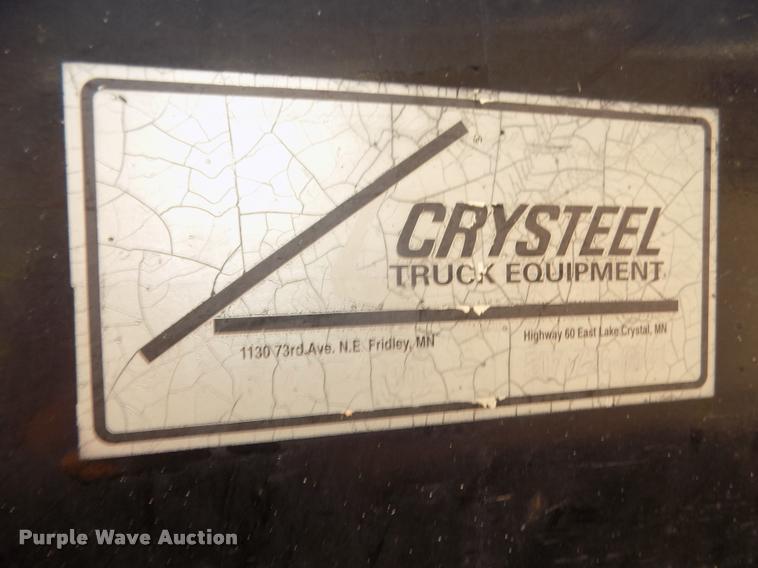 CRYSTEEL
TRUCK EQUIPMENT
1130 73rd Ave. N.E. Fridley, MN
Highway 60 East Lake Crystal, MN
Purple Wave Auction